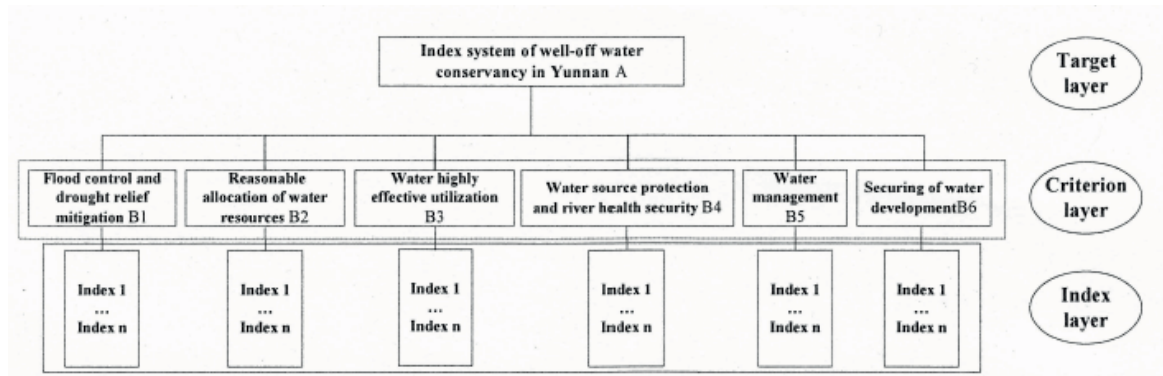 Index system of well-off water
conservancy in Yunnan A
Target
layer
Flood control and
drought relief
mitigation B1
Reasonable
allocation of water
resources B2
Water highly
effective utilization
B3
Water source protection
and river health security B4
Water
management
B5
Securing of water
developmentB6
Criterion
layer
Index 1
...
Index n
Index 1
...
Index n
Index 1
...
Index n
Index 1
...
Index n
Index 1
...
Index n
Index 1
...
Index n
Index
layer